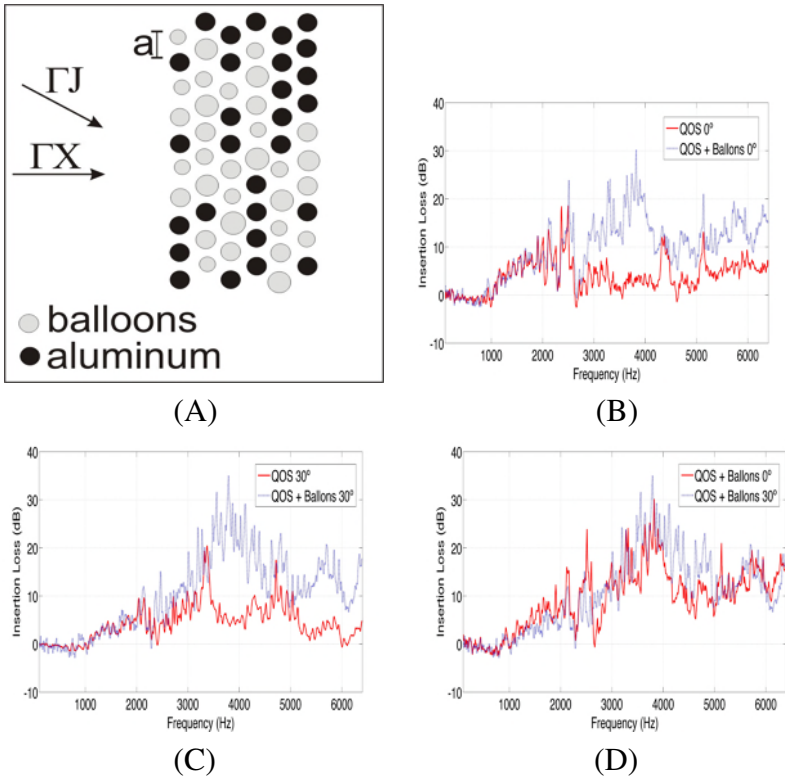 a
ΓJ
ΓX
balloons
aluminum
(A)
40
30
20
10
0
-10
Insertion Loss (dB)
QOS 0º
QOS + Ballons 0º
1000 2000 3000 4000 5000 6000
Frequency (Hz)
(B)
40
30
20
10
0
-10
Insertion Loss (dB)
QOS 30º
QOS + Ballons 30º
1000 2000 3000 4000 5000 6000
Frequency (Hz)
(C)
40
30
20
10
0
-10
Insertion Loss (dB)
QOS + Ballons 0º
QOS + Ballons 30º
1000 2000 3000 4000 5000 6000
Frequency (Hz)
(D)